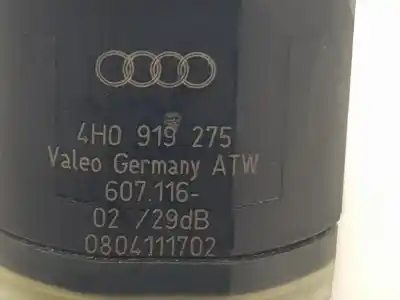 4H0 919 275
Valeo Germany ATW
607.116-
02 /29dB
0804111702